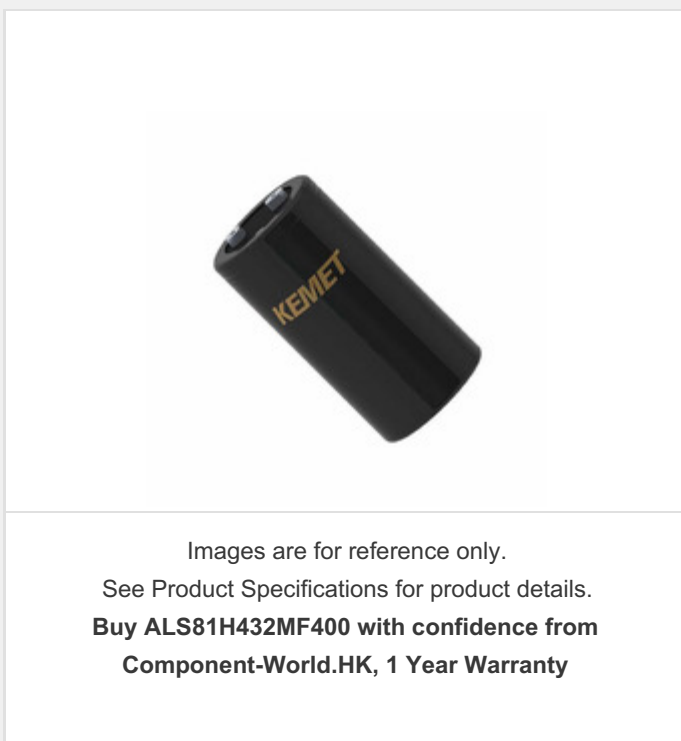 KEMET
Images are for reference only.
See Product Specifications for product details.
Buy ALS81H432MF400 with confidence from
Component-World.HK, 1 Year Warranty